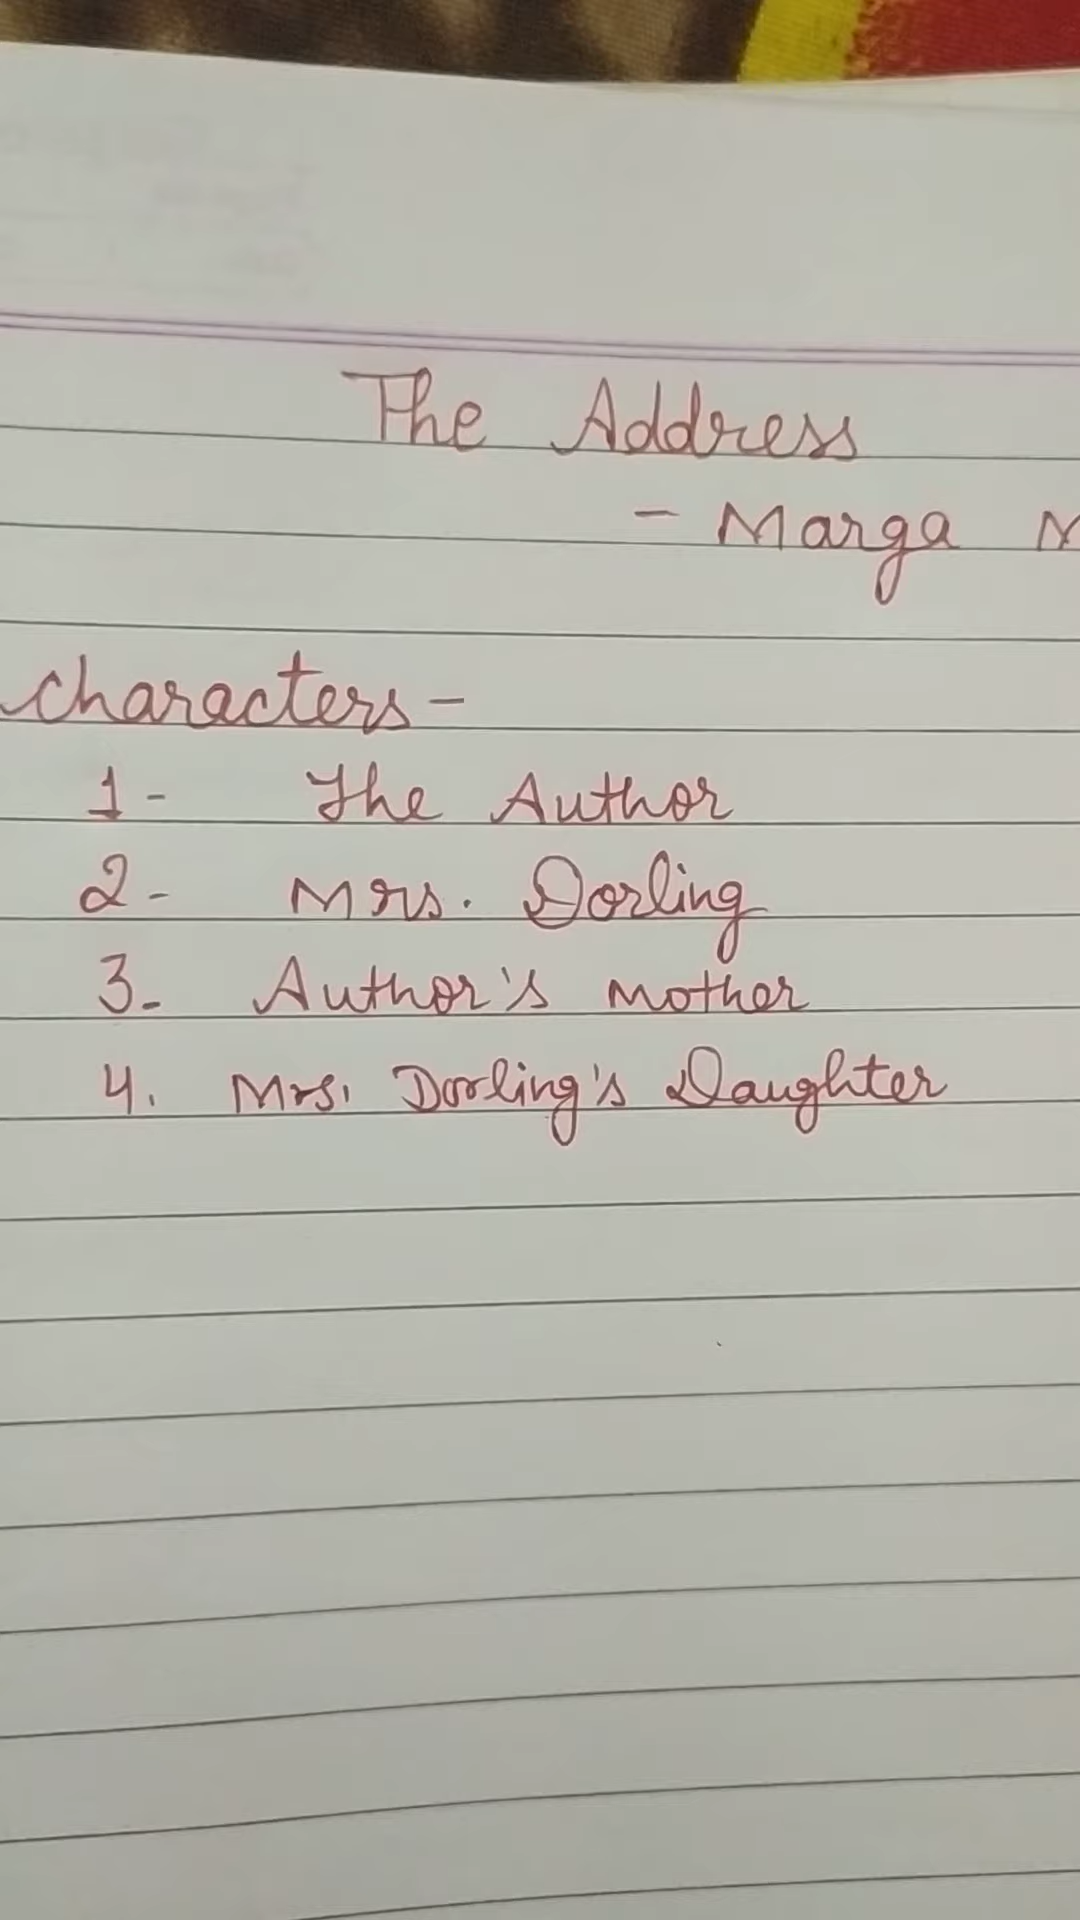 The Address
- Marga M
Characters -
1- The Author
2- Mrs. Dorling
3- Author's mother
4. Mrs. Dorling's Daughter